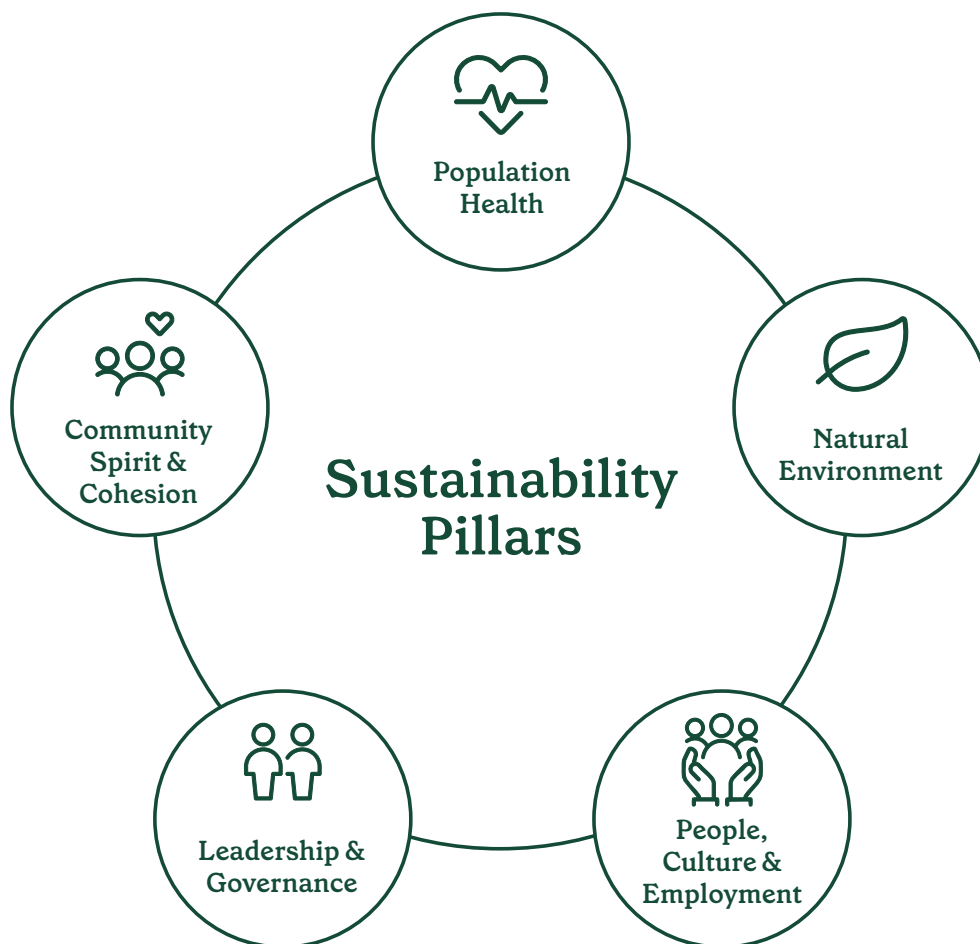 Population
Health
Natural
Environment
Community
Spirit &
Cohesion
Sustainability
Pillars
People,
Culture &
Employment
Leadership &
Governance